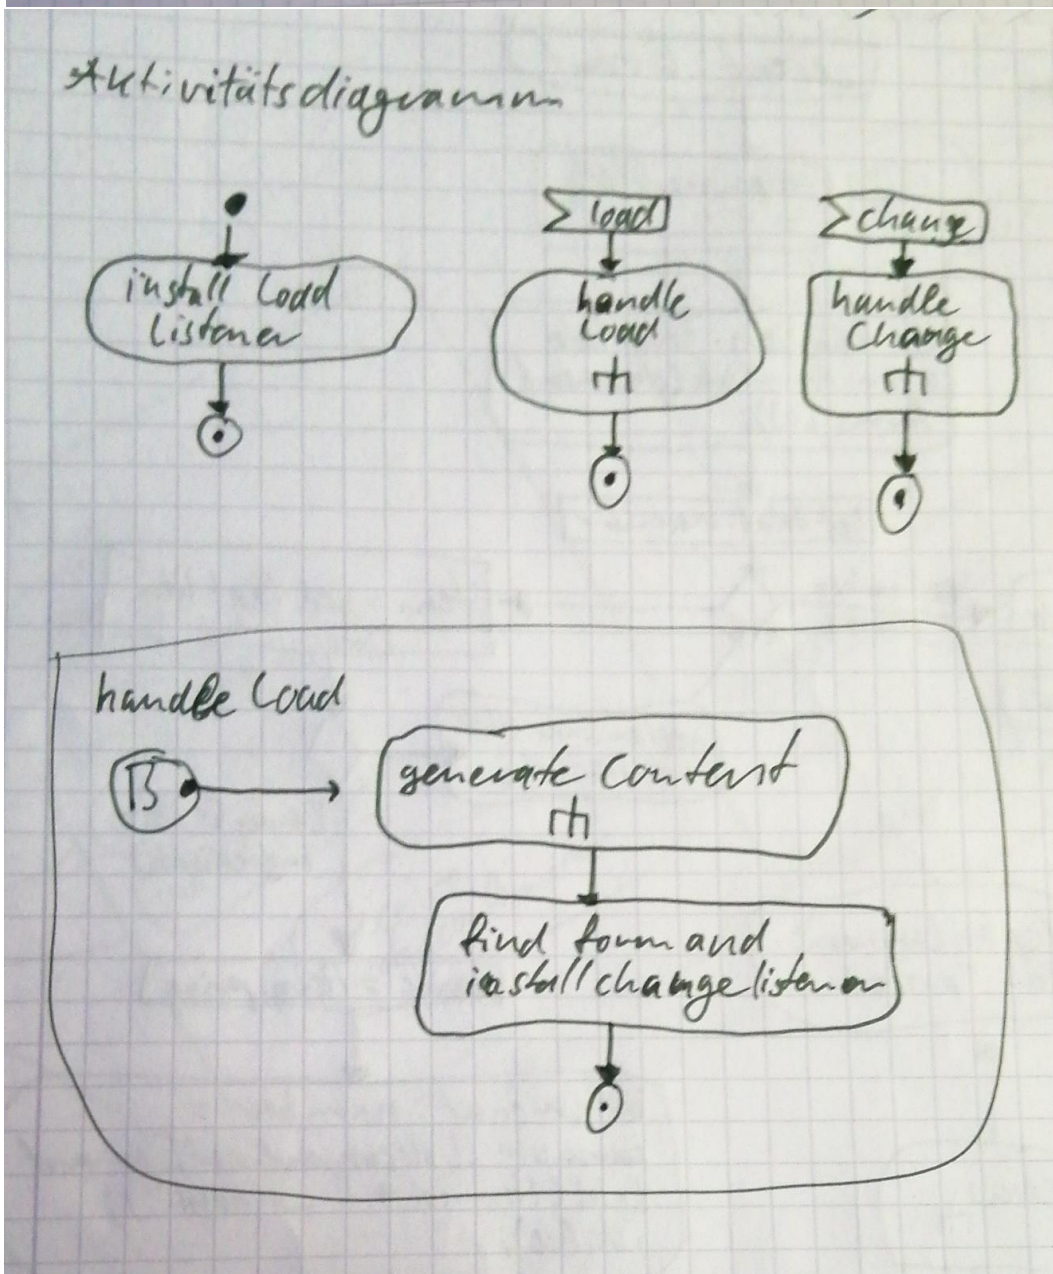 Aktivitätsdiagramm
install Load
Listener
load
handle
Load
change
handle
Change
handle Load
B
generate Content
find form and
install change listener